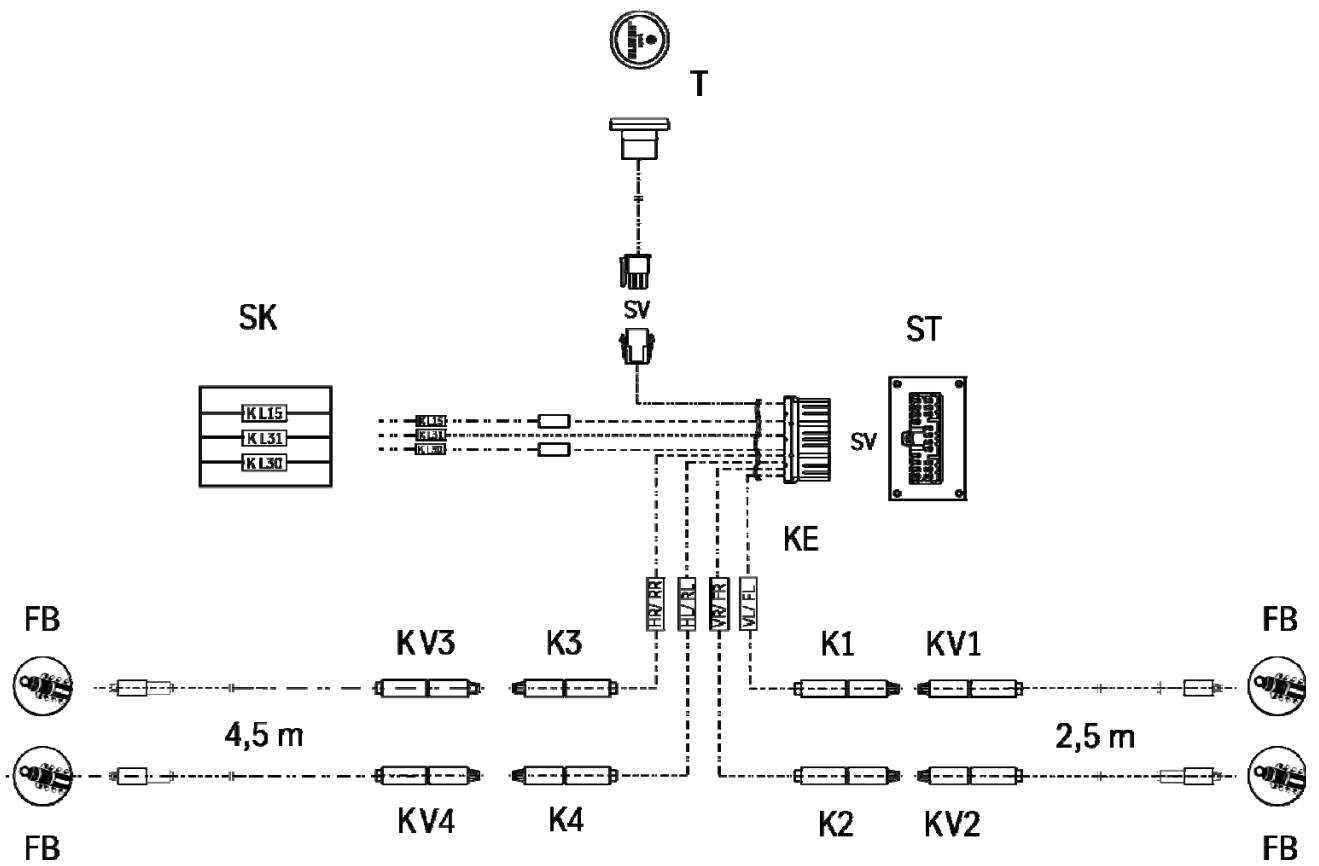 T
SV
SK
ST
KL15
KL31
KL30
KL15
KL31
KL30
SV
KE
HR/RR
HL/RL
VR/FR
VL/FL
FB
KV3
K3
K1
KV1
FB
4,5 m
2,5 m
KV4
K4
K2
KV2
FB
FB